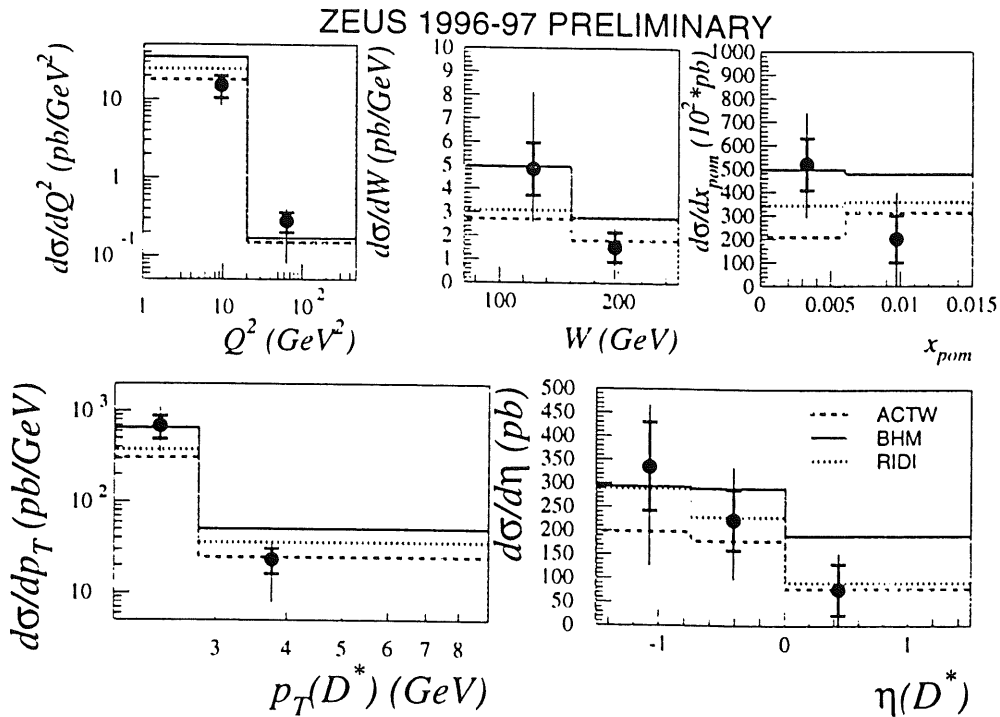 ZEUS 1996-97 PRELIMINARY
dσ/dQ² (pb/GeV²)
10
1
10⁻¹
1 10 10²
Q² (GeV²)
dσ/dW (pb/GeV)
10
9
8
7
6
5
4
3
2
1
0
100 200
W (GeV)
dσ/dx_pom (10⁻² *pb)
1000
900
800
700
600
500
400
300
200
100
0
0 0.005 0.01 0.015
x_pom
dσ/dp_T (pb/GeV)
10³
10²
10
3 4 5 6 7 8
p_T(D*) (GeV)
dσ/dη (pb)
500
450
400
350
300
250
200
150
100
50
0
-1 0 1
η(D*)
ACTW
BHM
RIDI